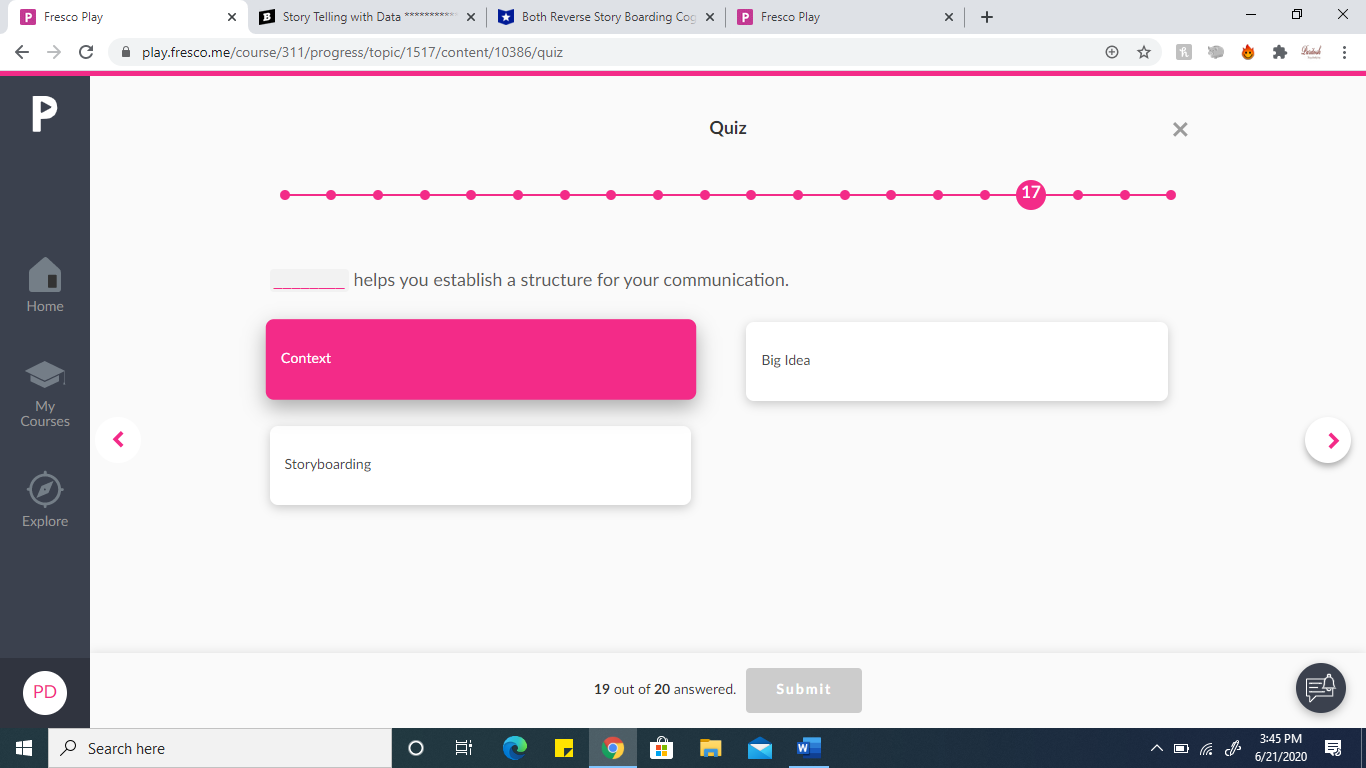 Fresco Play
Story Telling with Data **********
Both Reverse Story Boarding Cog
Fresco Play
play.fresco.me/course/311/progress/topic/1517/content/10386/quiz
P
Home
My
Courses
Explore
PD
Quiz
17
________ helps you establish a structure for your communication.
Context
Big Idea
Storyboarding
19 out of 20 answered.
Submit
Search here
3:45 PM
6/21/2020